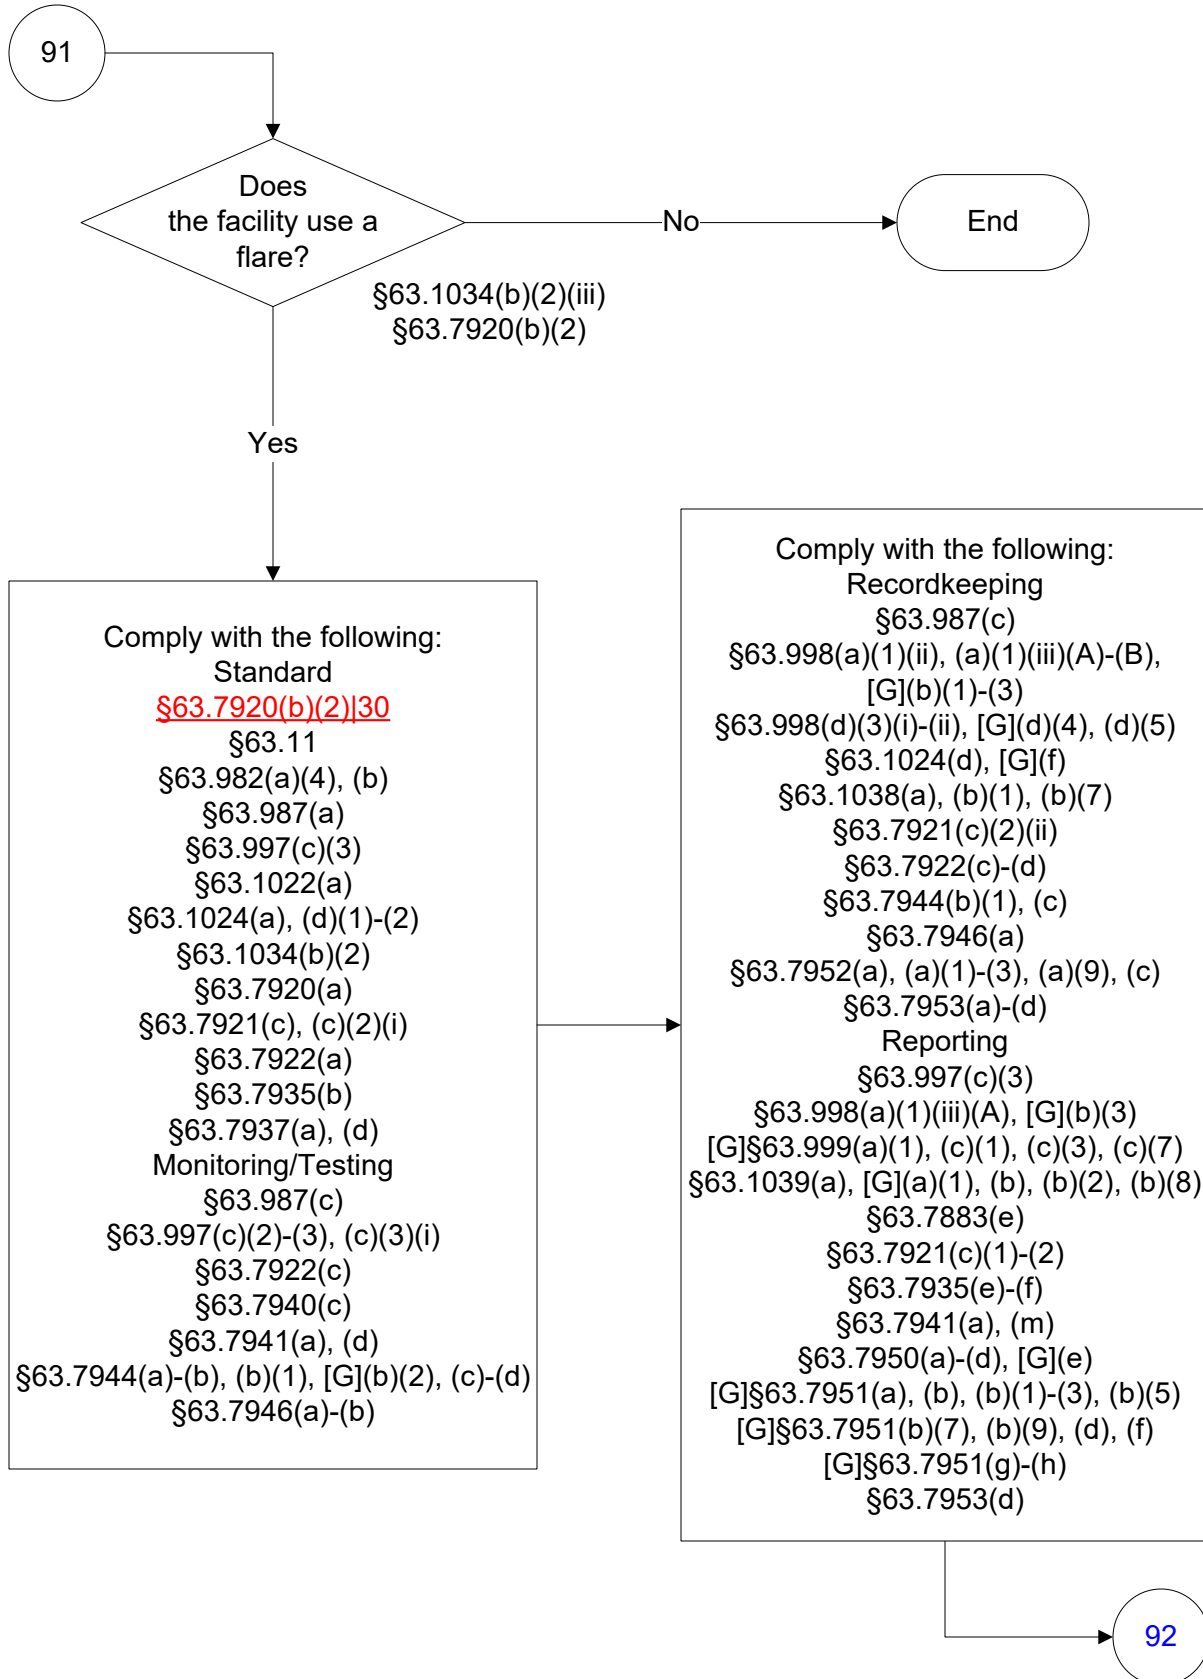 91
Does
the facility use a
flare?
No
End
§63.1034(b)(2)(iii)
§63.7920(b)(2)
Yes
Comply with the following:
Standard
§63.7920(b)(2)|30
§63.11
§63.982(a)(4), (b)
§63.987(a)
§63.997(c)(3)
§63.1022(a)
§63.1024(a), (d)(1)-(2)
§63.1034(b)(2)
§63.7920(a)
§63.7921(c), (c)(2)(i)
§63.7922(a)
§63.7935(b)
§63.7937(a), (d)
Monitoring/Testing
§63.987(c)
§63.997(c)(2)-(3), (c)(3)(i)
§63.7922(c)
§63.7940(c)
§63.7941(a), (d)
§63.7944(a)-(b), (b)(1), [G](b)(2), (c)-(d)
§63.7946(a)-(b)
Comply with the following:
Recordkeeping
§63.987(c)
§63.998(a)(1)(ii), (a)(1)(iii)(A)-(B),
[G](b)(1)-(3)
§63.998(d)(3)(i)-(ii), [G](d)(4), (d)(5)
§63.1024(d), [G](f)
§63.1038(a), (b)(1), (b)(7)
§63.7921(c)(2)(ii)
§63.7922(c)-(d)
§63.7944(b)(1), (c)
§63.7946(a)
§63.7952(a), (a)(1)-(3), (a)(9), (c)
§63.7953(a)-(d)
Reporting
§63.997(c)(3)
§63.998(a)(1)(iii)(A), [G](b)(3)
[G]§63.999(a)(1), (c)(1), (c)(3), (c)(7)
§63.1039(a), [G](a)(1), (b), (b)(2), (b)(8)
§63.7883(e)
§63.7921(c)(1)-(2)
§63.7935(e)-(f)
§63.7941(a), (m)
§63.7950(a)-(d), [G](e)
[G]§63.7951(a), (b), (b)(1)-(3), (b)(5)
[G]§63.7951(b)(7), (b)(9), (d), (f)
[G]§63.7951(g)-(h)
§63.7953(d)
92